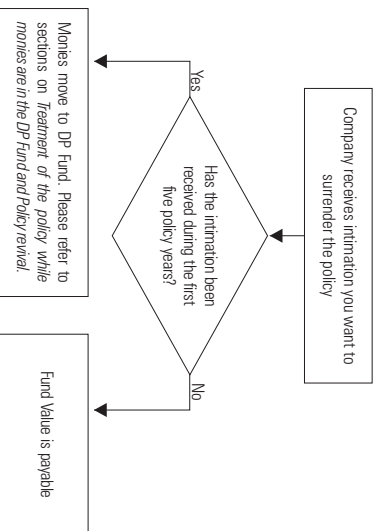 Company receives intimation you want to
surrender the policy
Has the intimation been
received during the first
five policy years?
Yes
No
Monies move to DP Fund. Please refer to
sections on Treatment of the policy while
monies are in the DP Fund and Policy revival.
Fund Value is payable